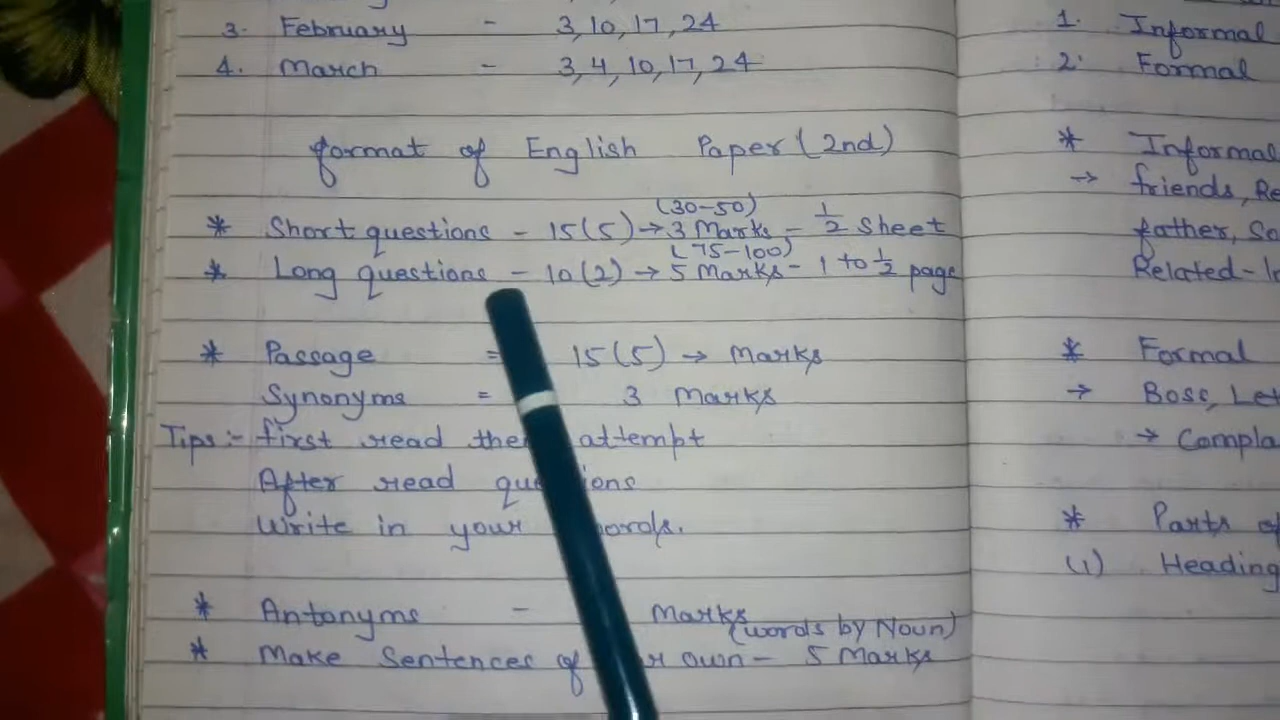 3. February - 3, 10, 17, 24
4. March - 3, 4, 10, 17, 24
format of English Paper (2nd)
(30-50)
* Short questions - 15(5) → 3 Marks - 1/2 Sheet
(75-100)
* Long questions - 10(2) → 5 Marks - 1 to 1/2 page
* Passage = 15(5) → Marks
Synonyms = 3 Marks
Tips:- first read the attempt
After read
Write in your
* Antonyms - Marks
(words by Noun)
* Make Sentences of own - 5 Marks
1. Informal
2. Formal
* Informal
→ friends, Re
father, So
Related-
* Formal
→ Boss, Let
→ Compla
* Parts of
(1) Heading